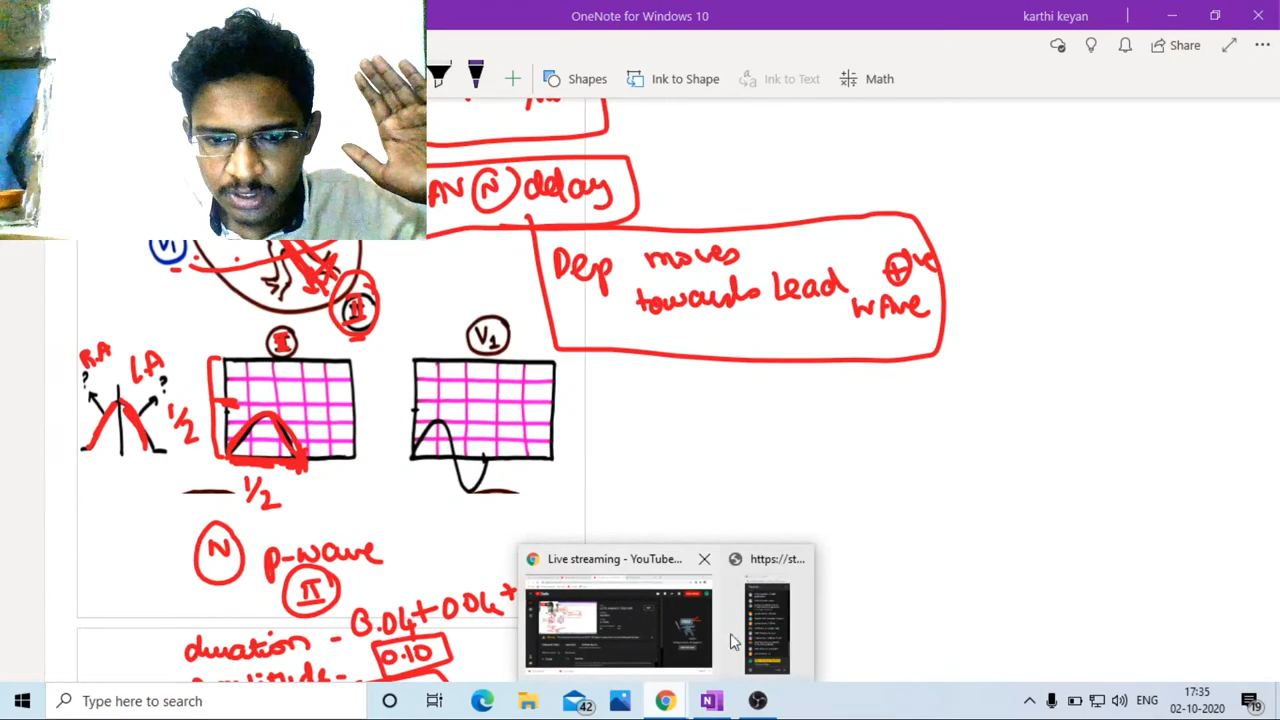 OneNote for Windows 10
karthi keyan
Share
Shapes
Ink to Shape
Ink to Text
Math
AV N delay
Dep moves towards Lead +ve wave
V1
II
II
V1
RA
LA
?
?
1/2
1/2
N p-wave
II
duration - 0.04+0.04+
0.10
Live streaming - YouTube...
https://st...
Type here to search
42
ENG
17:35
02-10-2020
19